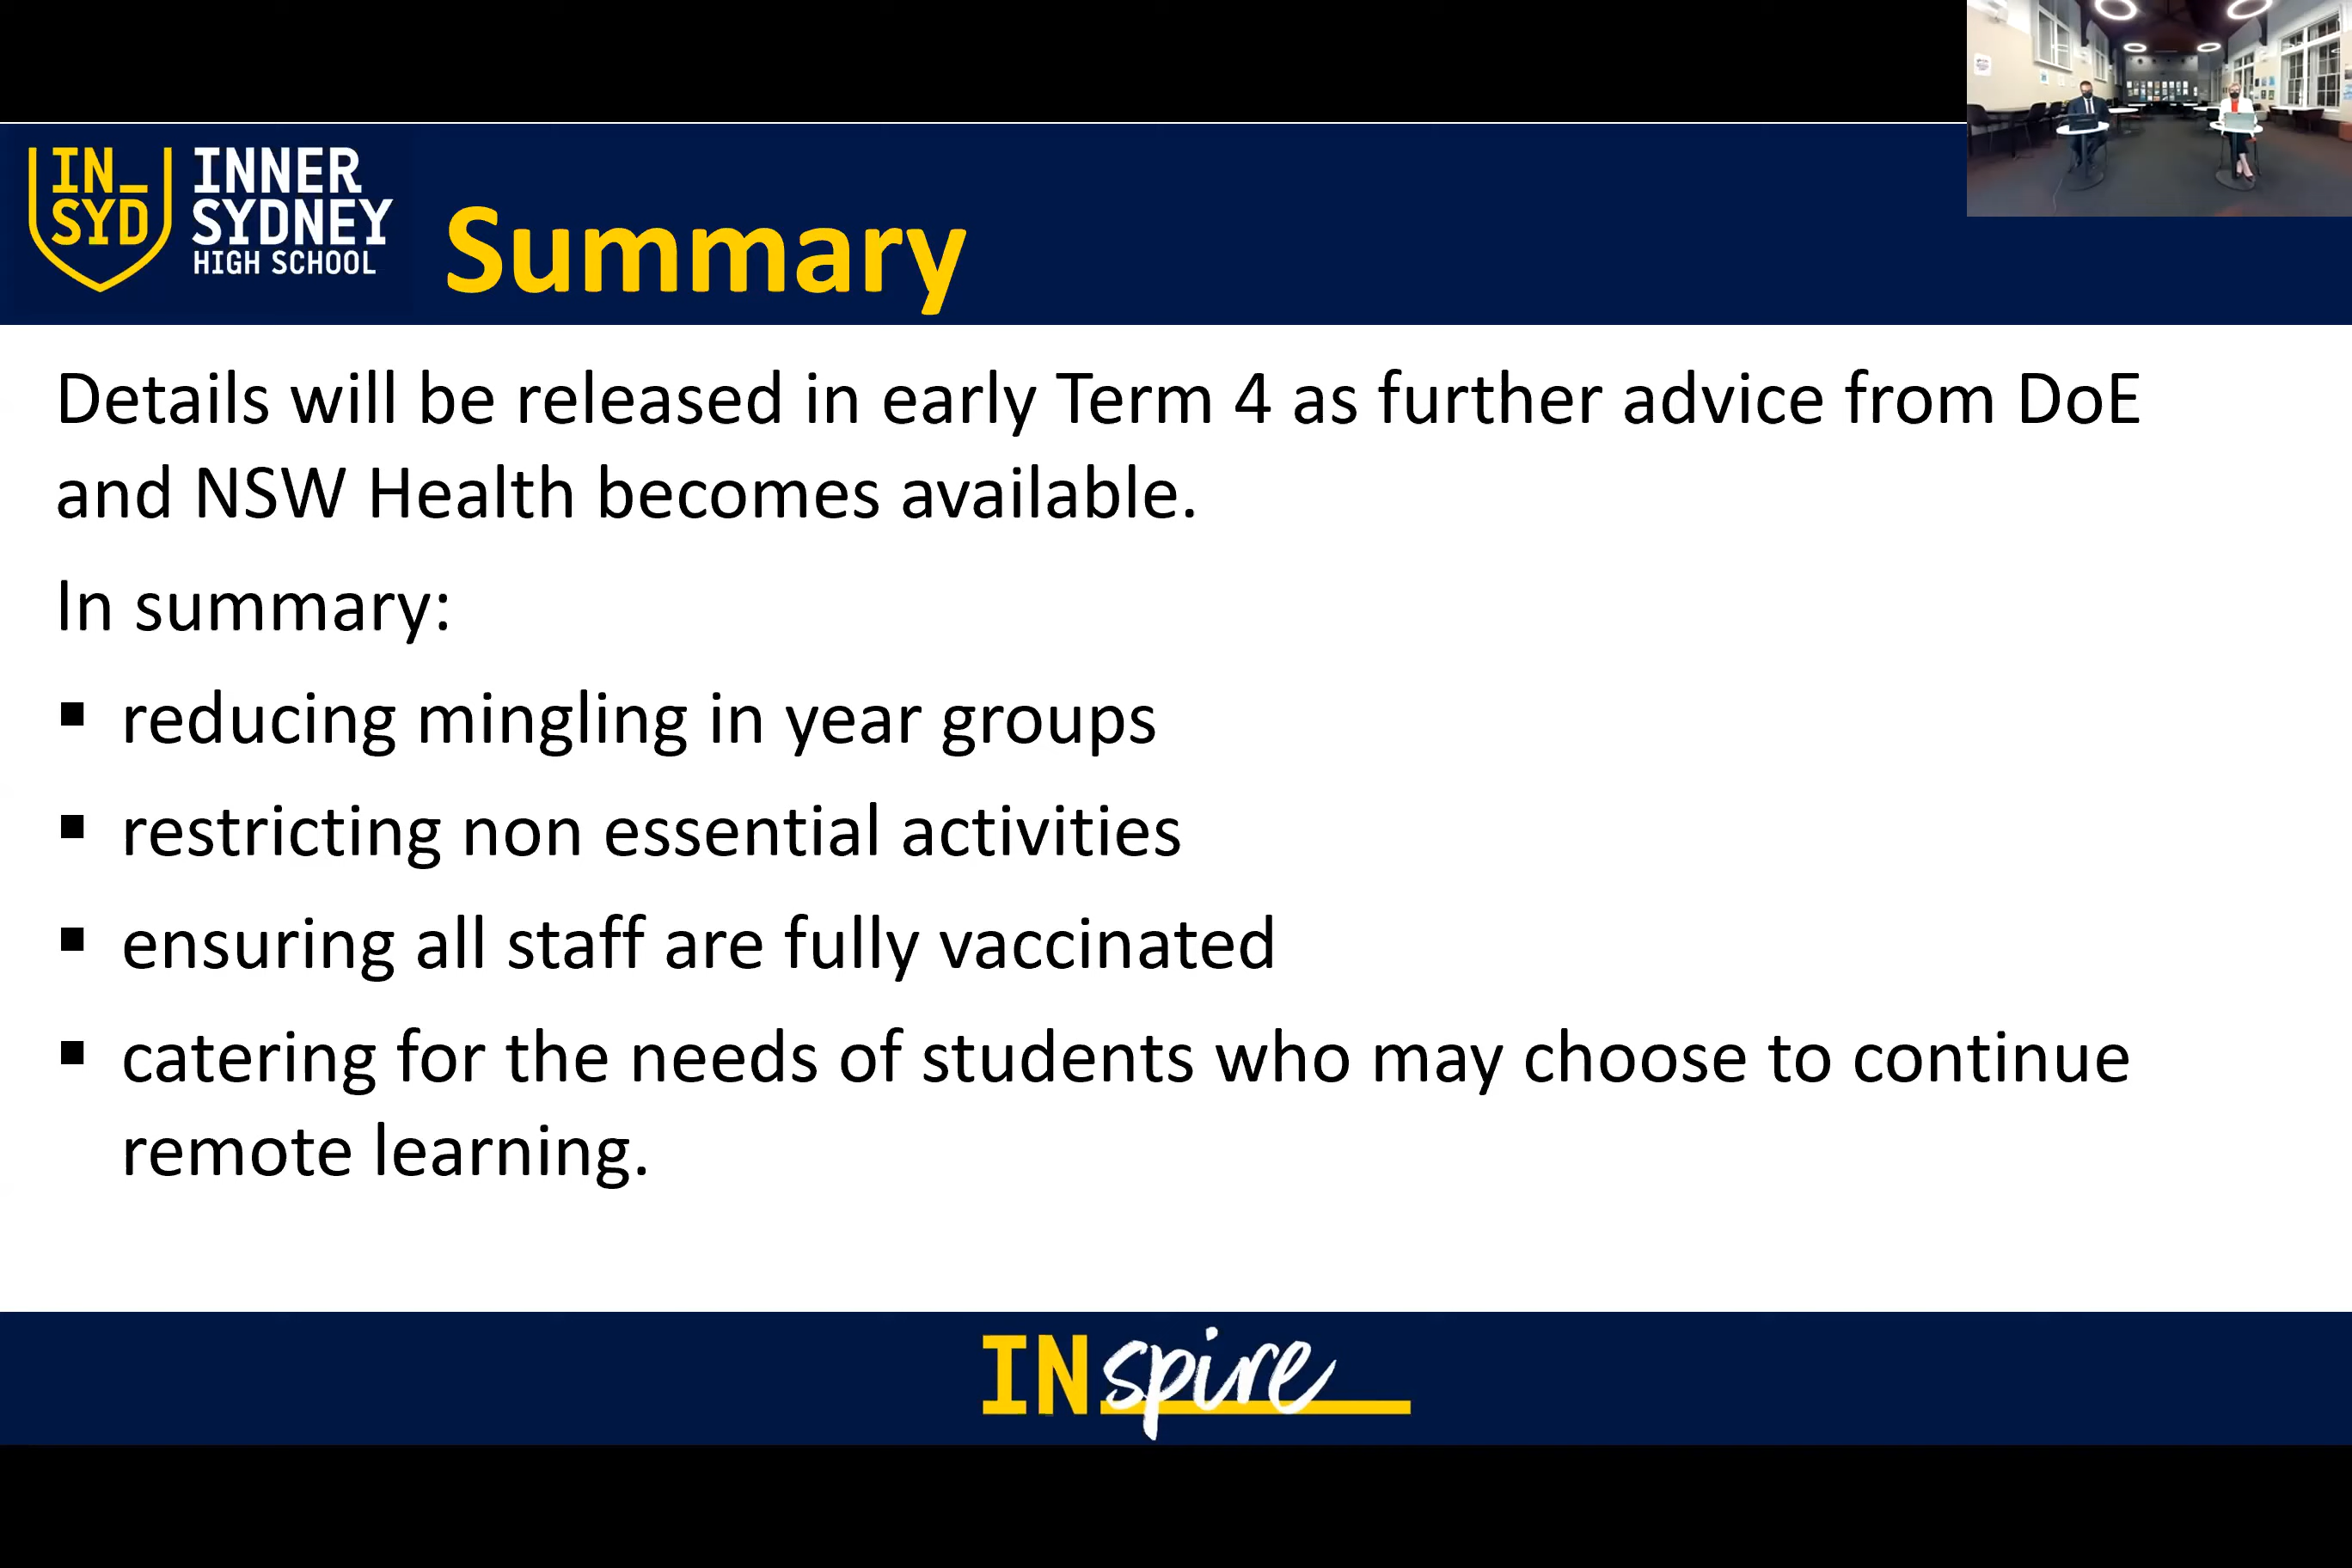 IN_
SYD
INNER
SYDNEY
HIGH SCHOOL
Summary
Details will be released in early Term 4 as further advice from DoE
and NSW Health becomes available.
In summary:
▪ reducing mingling in year groups
▪ restricting non essential activities
▪ ensuring all staff are fully vaccinated
▪ catering for the needs of students who may choose to continue
remote learning.
INspire